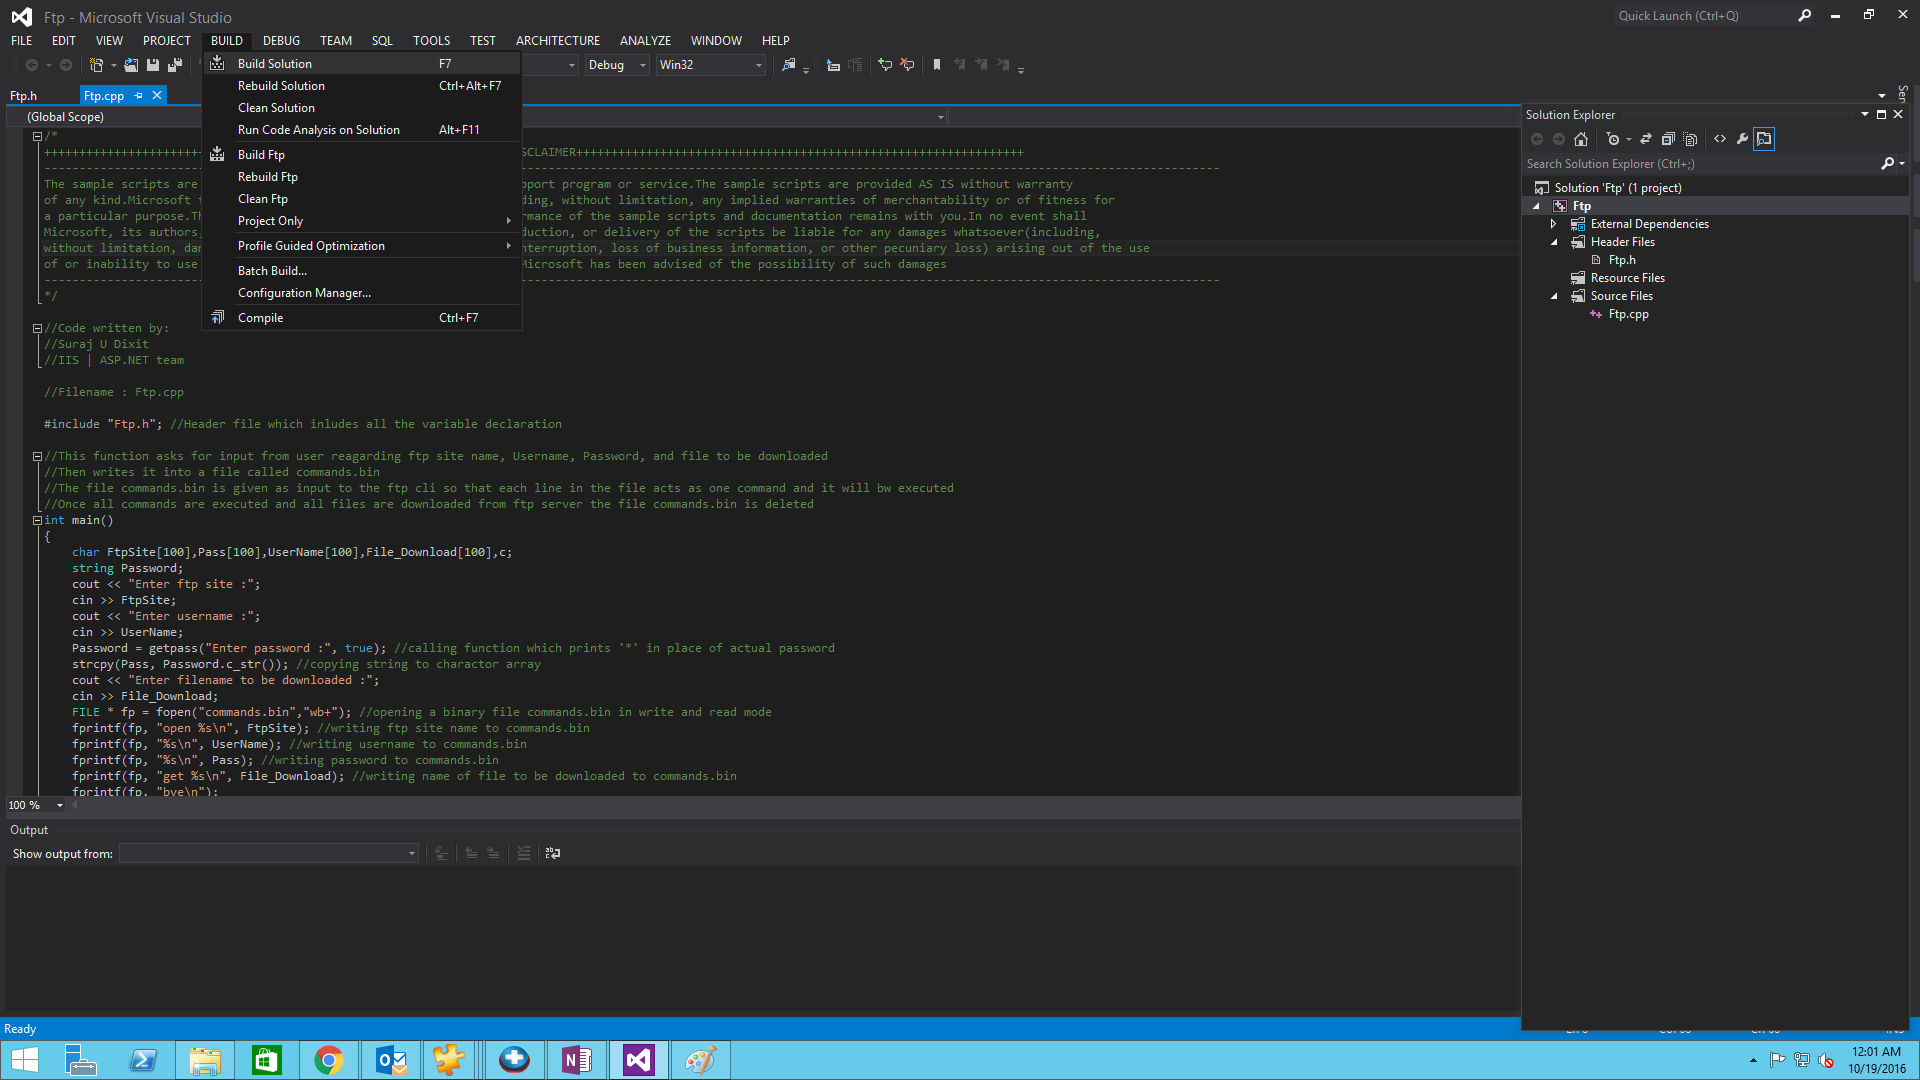 Ftp - Microsoft Visual Studio
Quick Launch (Ctrl+Q)
FILE EDIT VIEW PROJECT BUILD DEBUG TEAM SQL TOOLS TEST ARCHITECTURE ANALYZE WINDOW HELP
Debug Win32
Ftp.h Ftp.cpp
(Global Scope)
Build Solution F7
Rebuild Solution Ctrl+Alt+F7
Clean Solution
Run Code Analysis on Solution Alt+F11
Build Ftp
Rebuild Ftp
Clean Ftp
Project Only
Profile Guided Optimization
Batch Build...
Configuration Manager...
Compile Ctrl+F7
/*
++++++++++++++++++++++ SCLAIMER++++++++++++++++++++++++++++++++++++++++++++++++++++++++++++++++
The sample scripts are pport program or service.The sample scripts are provided AS IS without warranty
of any kind.Microsoft ding, without limitation, any implied warranties of merchantability or of fitness for
a particular purpose.Th rmance of the sample scripts and documentation remains with you.In no event shall
Microsoft, its authors, duction, or delivery of the scripts be liable for any damages whatsoever(including,
without limitation, dam nterruption, loss of business information, or other pecuniary loss) arising out of the use
of or inability to use Microsoft has been advised of the possibility of such damages
*/
//Code written by:
//Suraj U Dixit
//IIS | ASP.NET team
//Filename : Ftp.cpp
#include "Ftp.h"; //Header file which inludes all the variable declaration
//This function asks for input from user reagarding ftp site name, Username, Password, and file to be downloaded
//Then writes it into a file called commands.bin
//The file commands.bin is given as input to the ftp cli so that each line in the file acts as one command and it will bw executed
//Once all commands are executed and all files are downloaded from ftp server the file commands.bin is deleted
int main()
{
char FtpSite[100],Pass[100],UserName[100],File_Download[100],c;
string Password;
cout << "Enter ftp site :";
cin >> FtpSite;
cout << "Enter username :";
cin >> UserName;
Password = getpass("Enter password :", true); //calling function which prints '*' in place of actual password
strcpy(Pass, Password.c_str()); //copying string to charactor array
cout << "Enter filename to be downloaded :";
cin >> File_Download;
FILE * fp = fopen("commands.bin","wb+"); //opening a binary file commands.bin in write and read mode
fprintf(fp, "open %s\n", FtpSite); //writing ftp site name to commands.bin
fprintf(fp, "%s\n", UserName); //writing username to commands.bin
fprintf(fp, "%s\n", Pass); //writing password to commands.bin
fprintf(fp, "get %s\n", File_Download); //writing name of file to be downloaded to commands.bin
fprintf(fp, "bye\n");
100 %
Output
Show output from:
Solution Explorer
Search Solution Explorer (Ctrl+;)
Solution 'Ftp' (1 project)
Ftp
External Dependencies
Header Files
Ftp.h
Resource Files
Source Files
Ftp.cpp
Ready
12:01 AM
10/19/2016